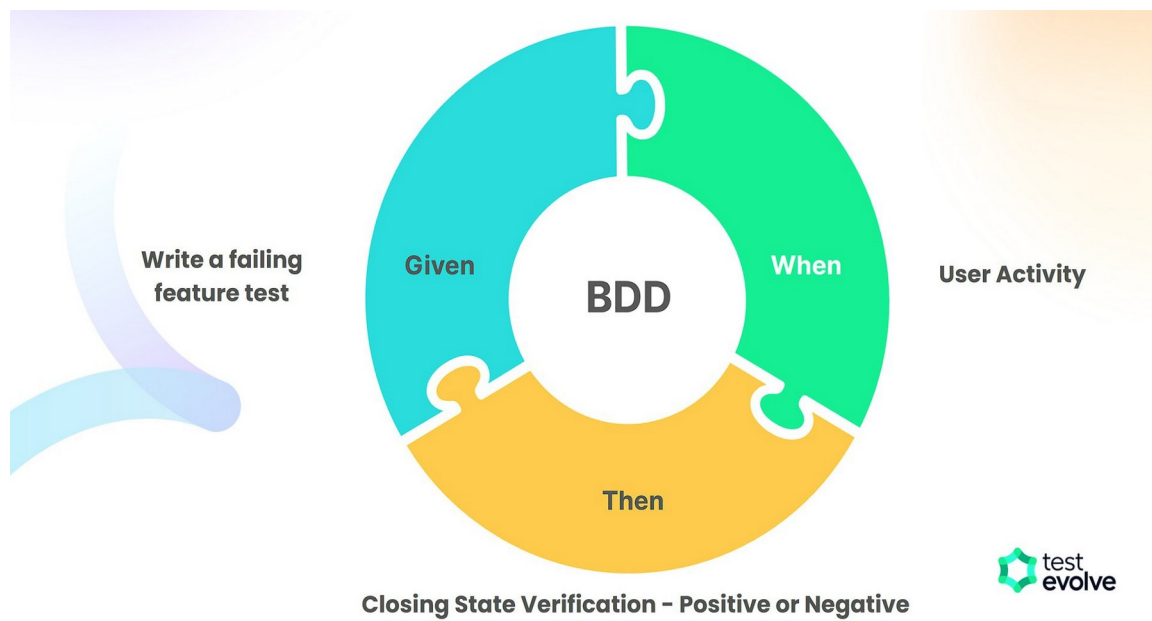 Write a failing
feature test
Given
BDD
When
User Activity
Then
Closing State Verification - Positive or Negative
test
evolve